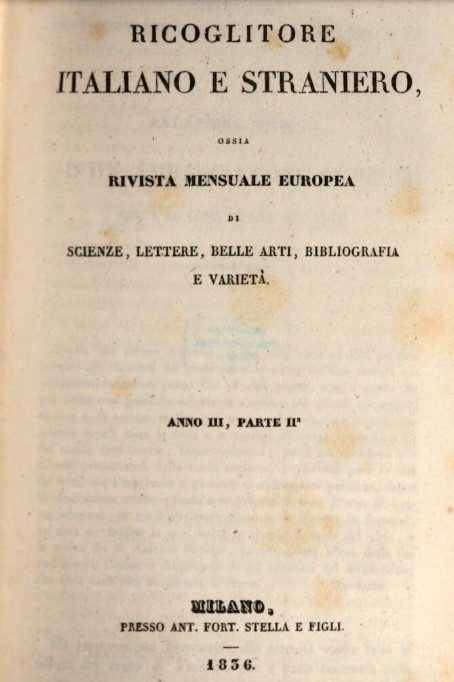 RICOGLITORE
ITALIANO E STRANIERO,
OSSIA
RIVISTA MENSUALE EUROPEA
DI
SCIENZE, LETTERE, BELLE ARTI, BIBLIOGRAFIA
E VARIETÀ.
ANNO III, PARTE IIª
MILANO,
PRESSO ANT. FORT. STELLA E FIGLI.
1836.